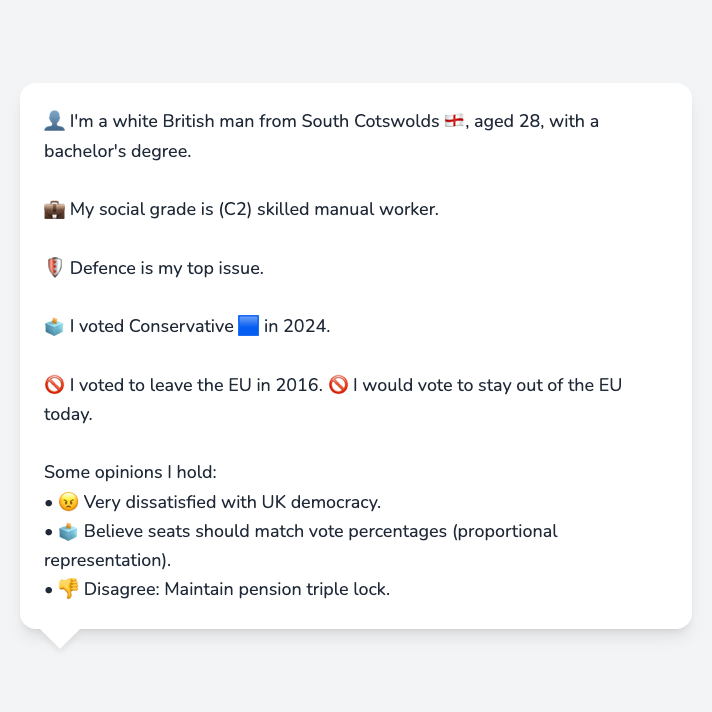 👤 I'm a white British man from South Cotswolds 🏴󠁧󠁢󠁥󠁮󠁧󠁿, aged 28, with a
bachelor's degree.
💼 My social grade is (C2) skilled manual worker.
🛡️ Defence is my top issue.
🗳️ I voted Conservative 🟦 in 2024.
🚫 I voted to leave the EU in 2016. 🚫 I would vote to stay out of the EU
today.
Some opinions I hold:
• 😠 Very dissatisfied with UK democracy.
• 🗳️ Believe seats should match vote percentages (proportional
representation).
• 👎 Disagree: Maintain pension triple lock.